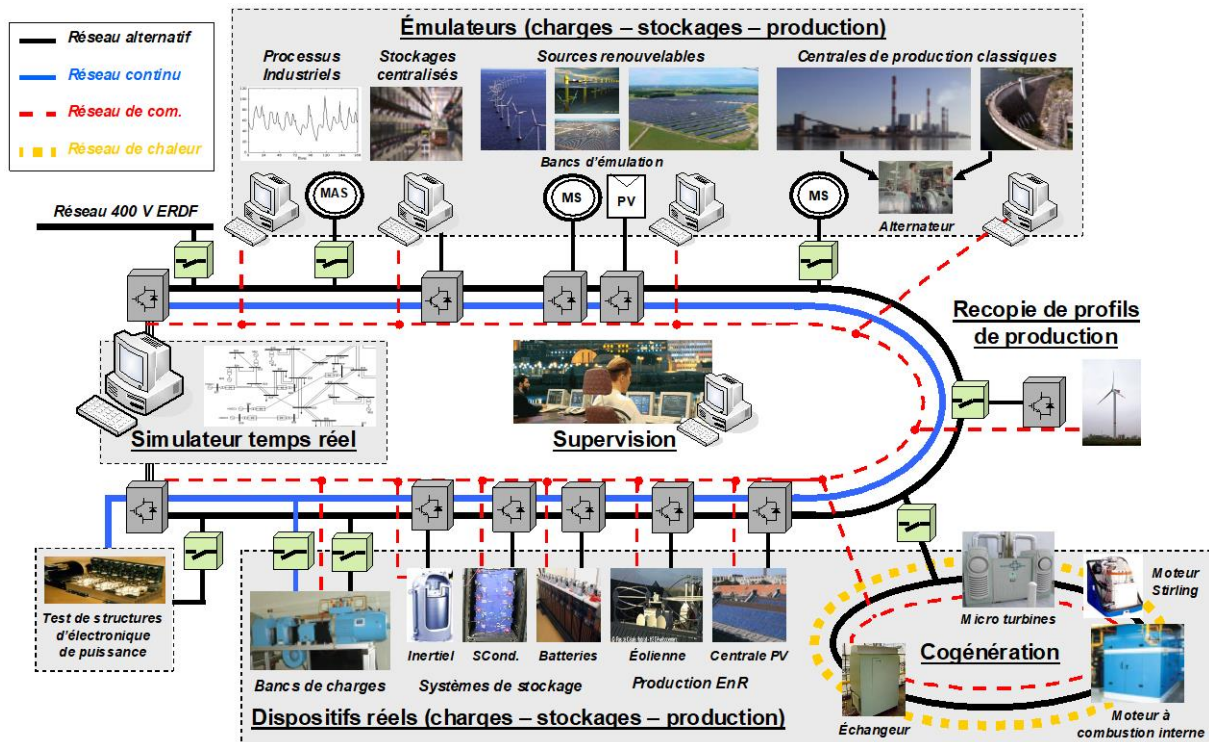 Réseau alternatif
Réseau continu
Réseau de com.
Réseau de chaleur
Émulateurs (charges – stockages – production)
Processus
Industriels
Stockages
centralisés
Sources renouvelables
Centrales de production classiques
Bancs d'émulation
MAS
MS
PV
MS
Alternateur
Réseau 400 V ERDF
Recopie de profils
de production
Simulateur temps réel
Supervision
Test de structures
d'électronique
de puissance
Bancs de charges
Inertiel
SCond.
Batteries
Éolienne
Centrale PV
Systèmes de stockage
Production EnR
Dispositifs réels (charges – stockages – production)
Micro turbines
Moteur
Stirling
Cogénération
Échangeur
Moteur à
combustion interne